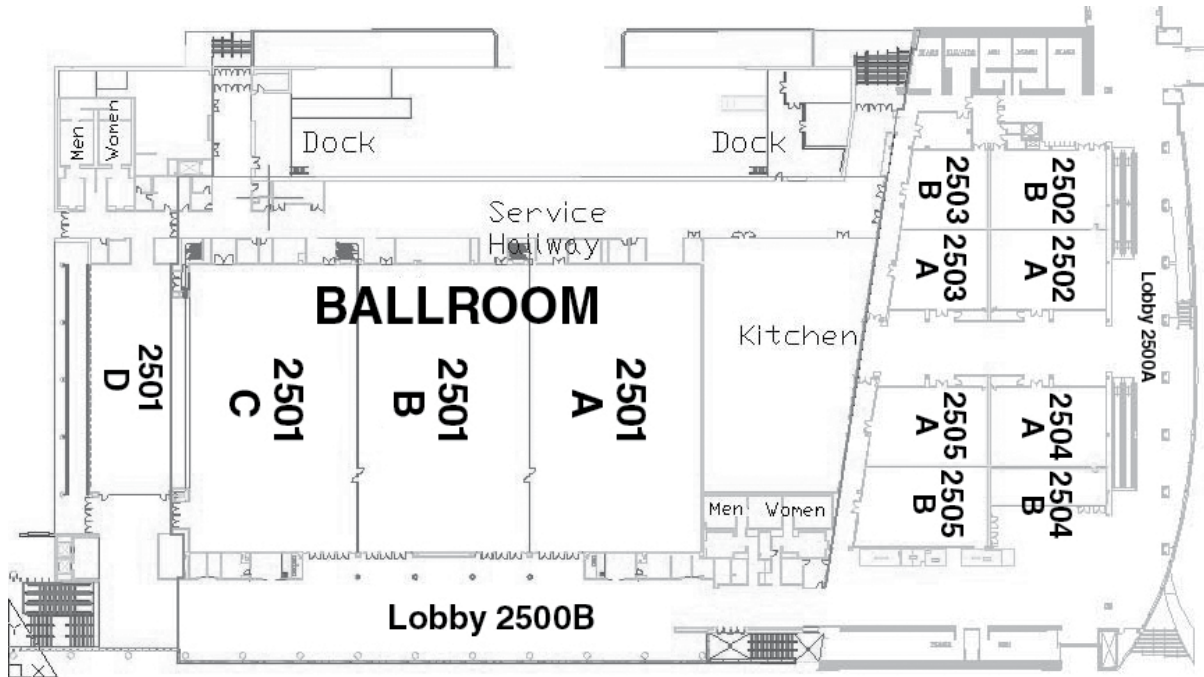 Men
Women
Dock
Dock
Service
Hallway
BALLROOM
Kitchen
2501
D
2501
C
2501
B
2501
A
2503
B
2502
B
2503
A
2502
A
Lobby 2500A
2505
A
2504
A
2505
B
2504
B
Men
Women
Lobby 2500B